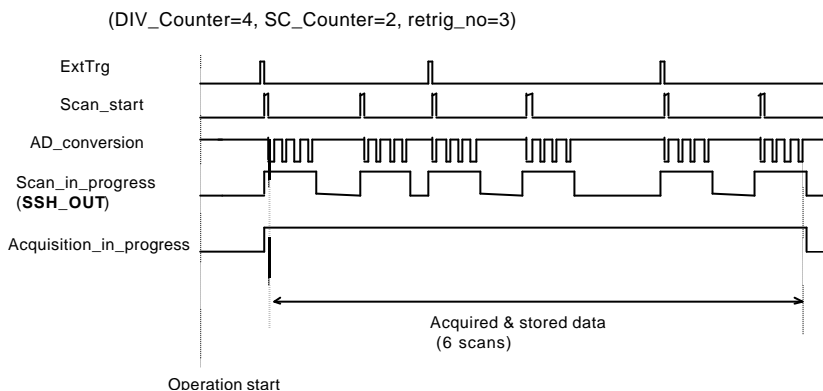 (DIV_Counter=4, SC_Counter=2, retrig_no=3)
ExtTrg
Scan_start
AD_conversion
Scan_in_progress
(SSH_OUT)
Acquisition_in_progress
Acquired & stored data
(6 scans)
Operation start